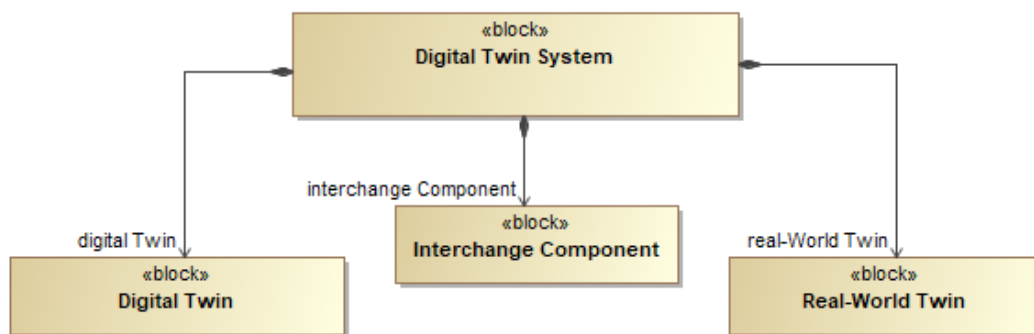 «block»
Digital Twin System
interchange Component
«block»
Interchange Component
digital Twin
«block»
Digital Twin
real-World Twin
«block»
Real-World Twin